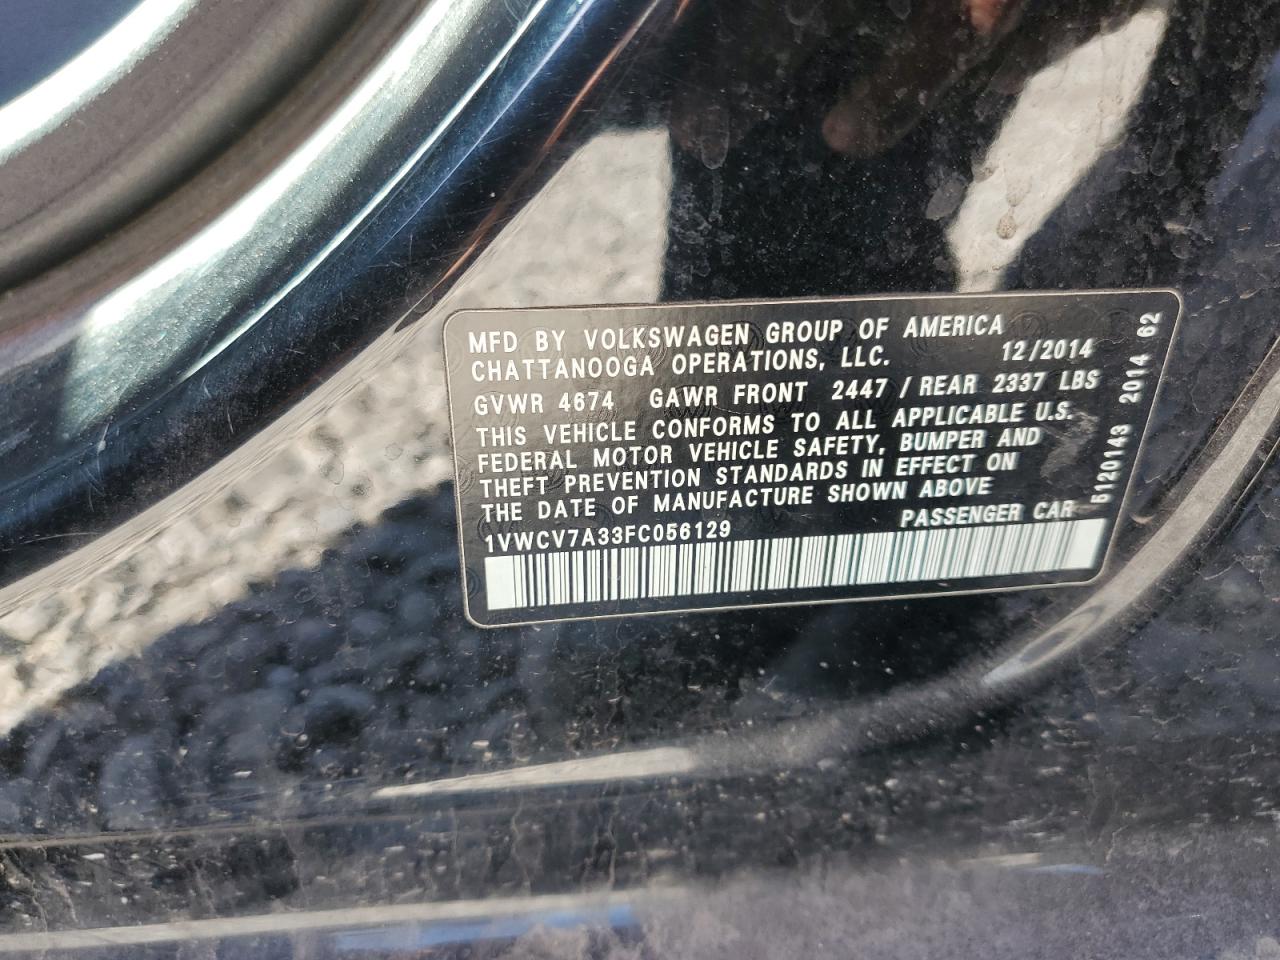 MFD BY VOLKSWAGEN GROUP OF AMERICA
CHATTANOOGA OPERATIONS, LLC. 12/2014
GVWR 4674 GAWR FRONT 2447 / REAR 2337 LBS
THIS VEHICLE CONFORMS TO ALL APPLICABLE U.S.
FEDERAL MOTOR VEHICLE SAFETY, BUMPER AND
THEFT PREVENTION STANDARDS IN EFFECT ON
THE DATE OF MANUFACTURE SHOWN ABOVE
1VWCV7A33FC056129 PASSENGER CAR
5120143 2014 62